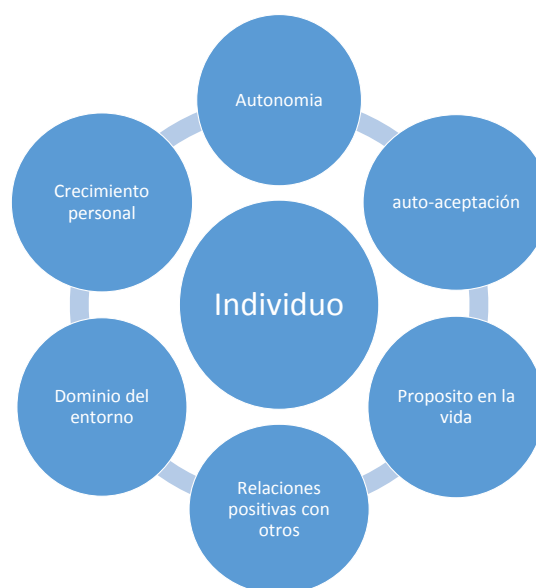 Autonomia
auto-aceptación
Proposito en la
vida
Relaciones
positivas con
otros
Dominio del
entorno
Crecimiento
personal
Individuo